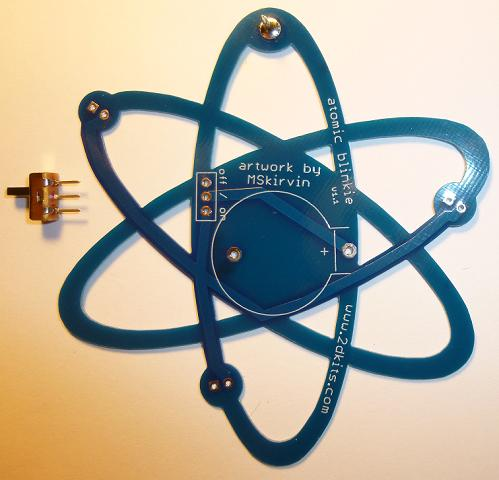 atomic blinkie
v1.1
artwork by
MSkirvin
off / on
+
www.2dkits.com